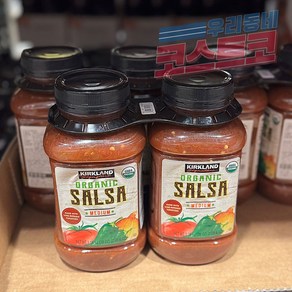 우리동네
코스트코
KIRKLAND
ORGANIC
SALSA
MEDIUM
KIRKLAND
ORGANIC
SALSA
MEDIUM